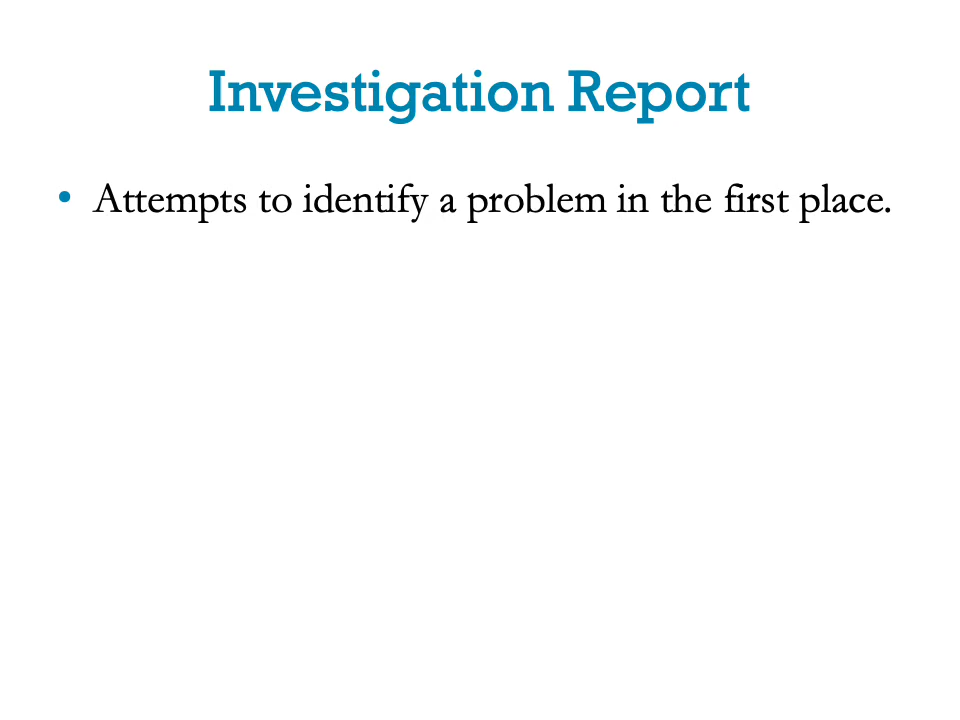 Investigation Report
• Attempts to identify a problem in the first place.